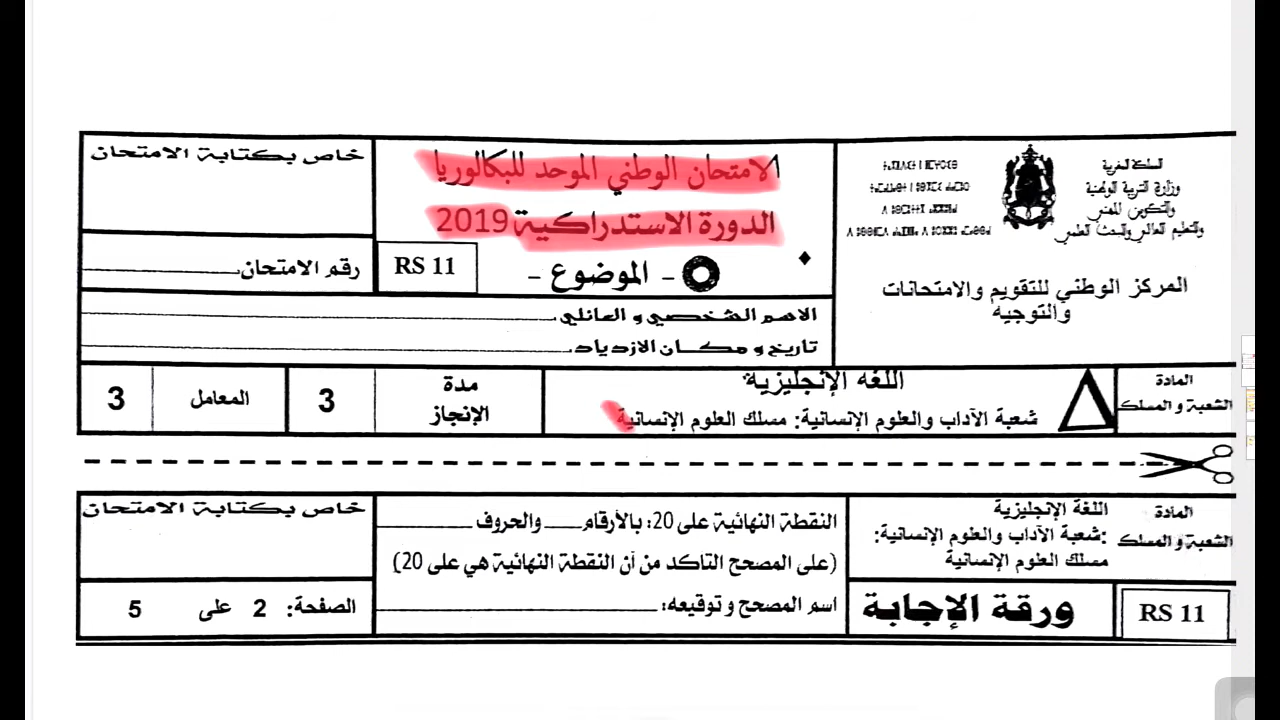 المملكة المغربية
وزارة التربية الوطنية
والتكوين المهني
والتعليم العالي والبحث العلمي
المركز الوطني للتقويم والامتحانات
والتوجيه
الامتحان الوطني الموحد للبكالوريا
الدورة الاستدراكية 2019
- الموضوع -
RS 11
خاص بكتابة الامتحان
رقم الامتحان
الاسم الشخصي و العائلي
تاريخ و مكان الازدياد
المادة
الشعبة و المسلك
اللغة الإنجليزية
شعبة الآداب والعلوم الإنسانية: مسلك العلوم الإنسانية
مدة
الإنجاز
3
المعامل
3
المادة
الشعبة و المسلك
اللغة الإنجليزية
:شعبة الآداب والعلوم الإنسانية:
مسلك العلوم الإنسانية
RS 11
ورقة الإجابة
النقطة النهائية على 20: بالأرقام والحروف
(على المصحح التاكد من أن النقطة النهائية هي على 20)
اسم المصحح و توقيعه:
خاص بكتابة الامتحان
الصفحة: 2 على 5